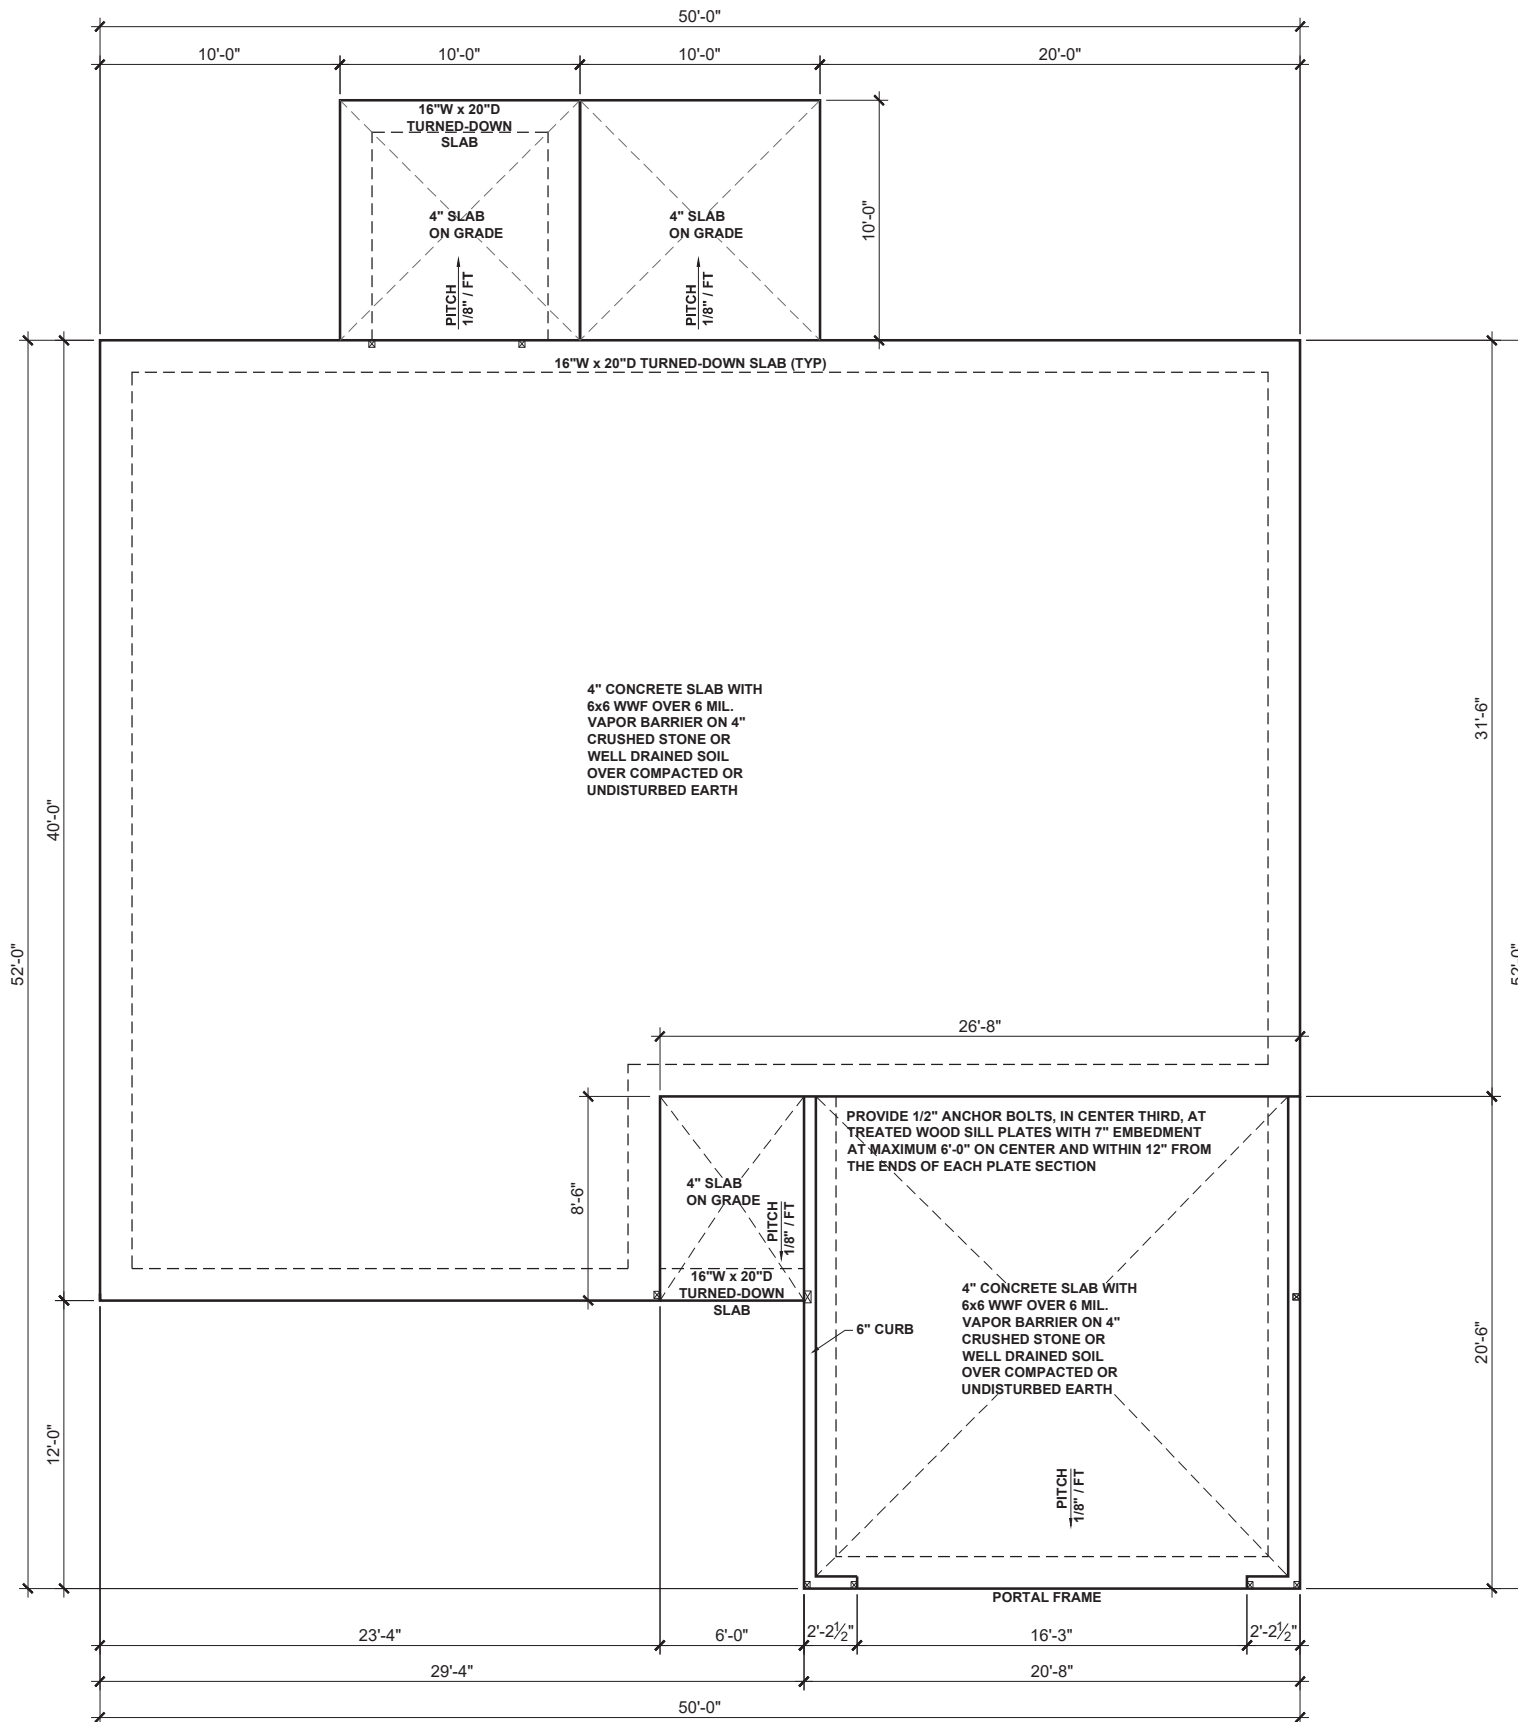 50'-0"
10'-0"
10'-0"
10'-0"
20'-0"
16"W x 20"D
TURNED-DOWN
SLAB
4" SLAB
ON GRADE
PITCH
1/8" / FT
4" SLAB
ON GRADE
PITCH
1/8" / FT
10'-0"
16"W x 20"D TURNED-DOWN SLAB (TYP)
4" CONCRETE SLAB WITH
6x6 WWF OVER 6 MIL.
VAPOR BARRIER ON 4"
CRUSHED STONE OR
WELL DRAINED SOIL
OVER COMPACTED OR
UNDISTURBED EARTH
31'-6"
40'-0"
52'-0"
52'-0"
26'-8"
PROVIDE 1/2" ANCHOR BOLTS, IN CENTER THIRD, AT
TREATED WOOD SILL PLATES WITH 7" EMBEDMENT
AT MAXIMUM 6'-0" ON CENTER AND WITHIN 12" FROM
THE ENDS OF EACH PLATE SECTION
8'-6"
4" SLAB
ON GRADE
PITCH
1/8" / FT
16"W x 20"D
TURNED-DOWN
SLAB
6" CURB
4" CONCRETE SLAB WITH
6x6 WWF OVER 6 MIL.
VAPOR BARRIER ON 4"
CRUSHED STONE OR
WELL DRAINED SOIL
OVER COMPACTED OR
UNDISTURBED EARTH
20'-6"
12'-0"
PITCH
1/8" / FT
PORTAL FRAME
23'-4"
6'-0"
2'-2½"
16'-3"
2'-2½"
29'-4"
20'-8"
50'-0"